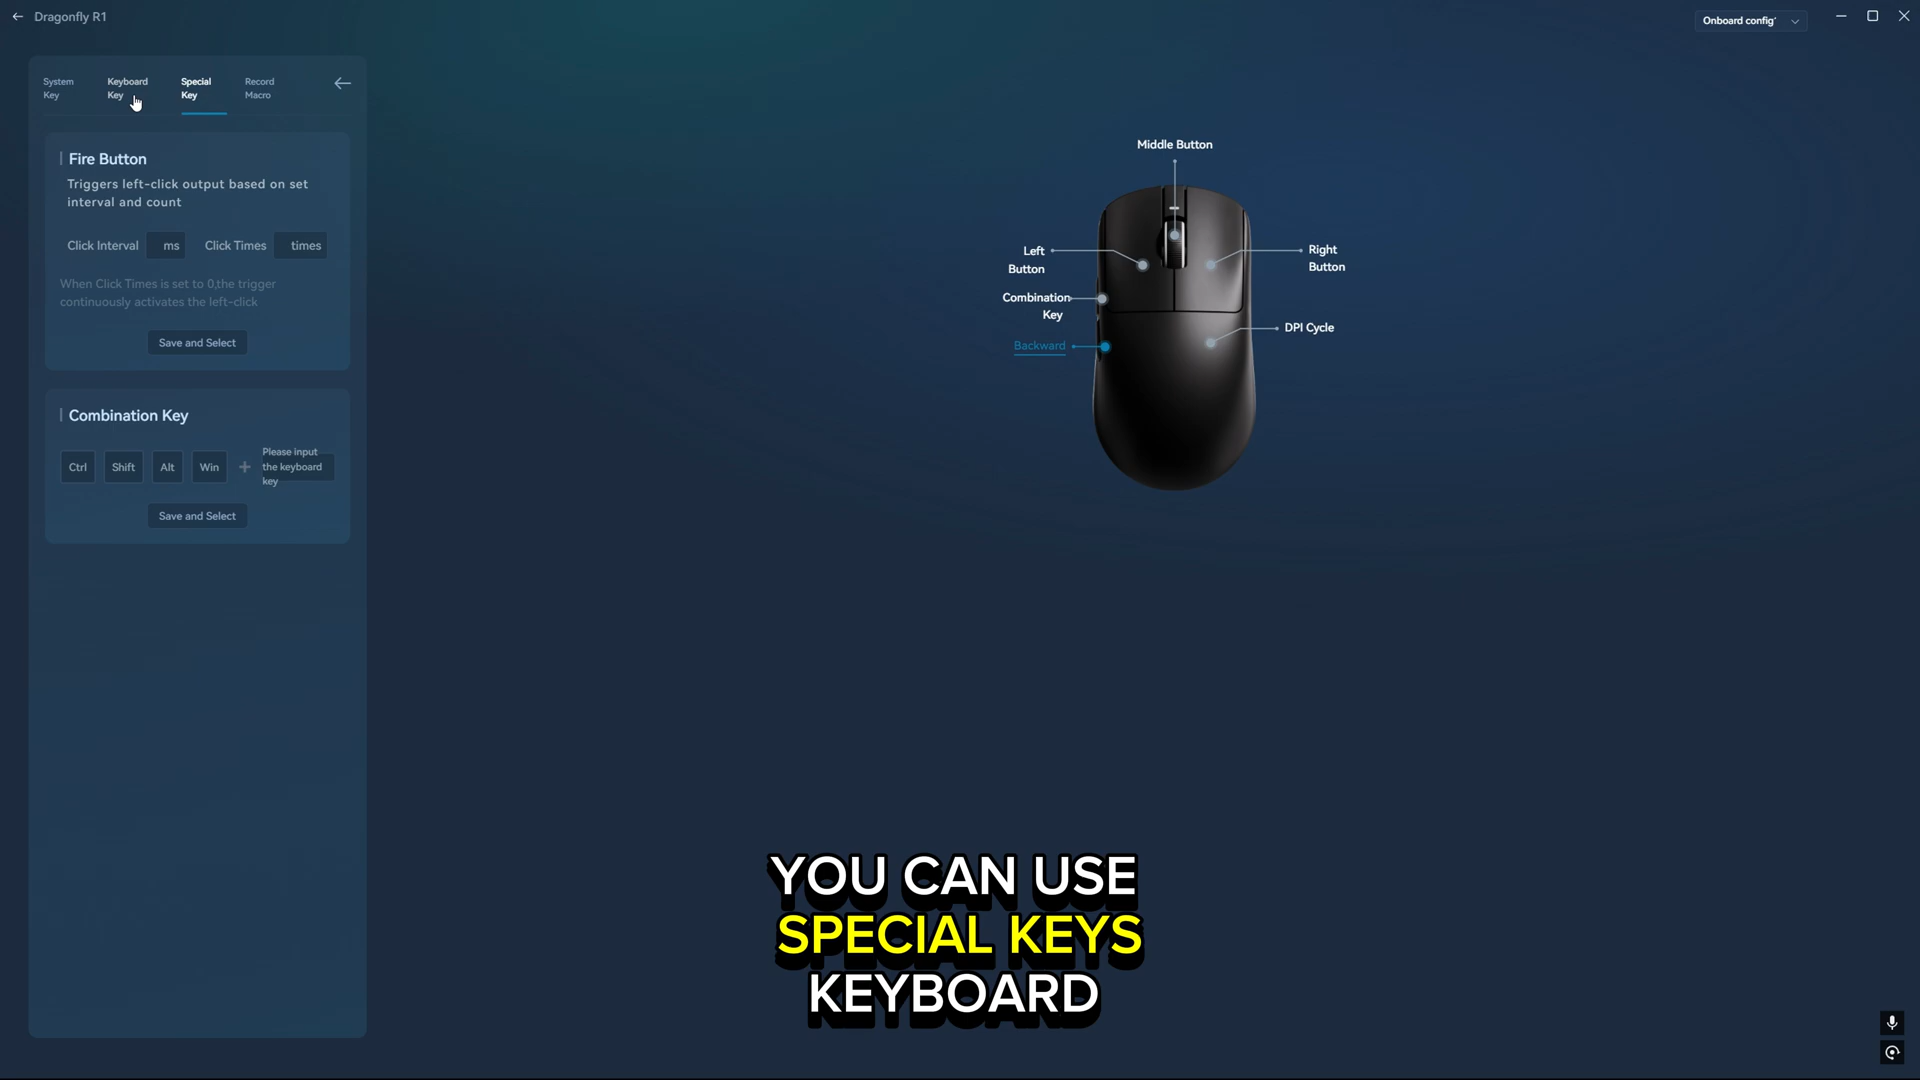 Dragonfly R1
Onboard config'
System
Key
Keyboard
Key
Special
Key
Record
Macro
Fire Button
Triggers left-click output based on set
interval and count
Click Interval ms Click Times times
When Click Times is set to 0,the trigger
continuously activates the left-click
Save and Select
Combination Key
Ctrl Shift Alt Win + Please input
the keyboard
key
Save and Select
Middle Button
Left
Button
Right
Button
Combination
Key
DPI Cycle
Backward
YOU CAN USE
SPECIAL KEYS
KEYBOARD